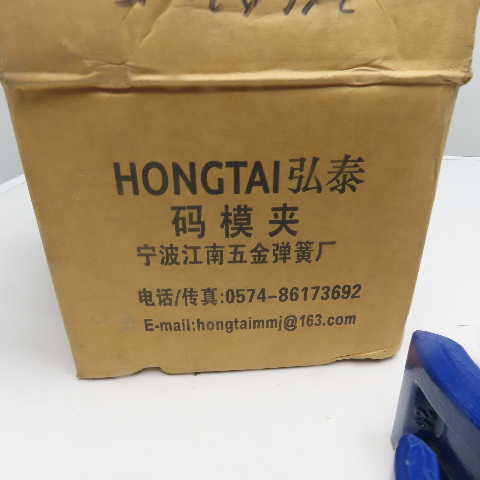 HONGTAI弘泰
码模夹
宁波江南五金弹簧厂
电话/传真:0574-86173692
E-mail:hongtaimmj@163.com